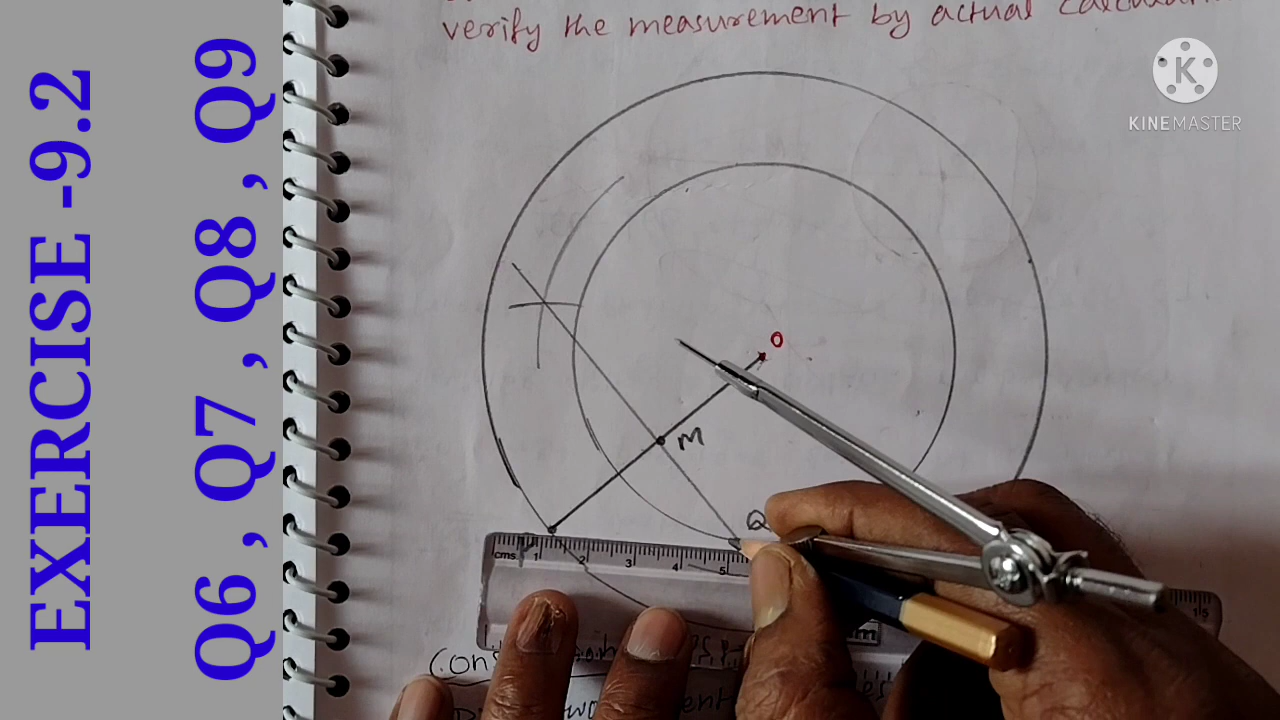 EXERCISE -9.2
Q6 , Q7 , Q8 , Q9
verify the measurement by actual
K
KINEMASTER
O
M
Q
cms 1 2 3 4 5 15